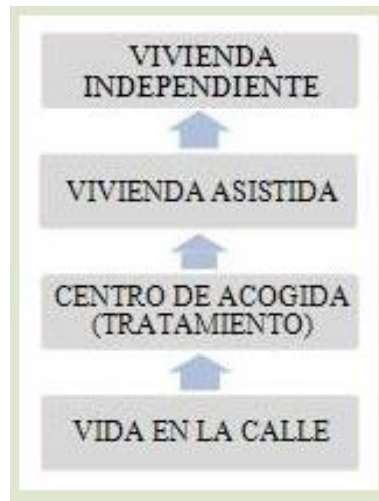 VIVIENDA
INDEPENDIENTE
VIVIENDA ASISTIDA
CENTRO DE ACOGIDA
(TRATAMIENTO)
VIDA EN LA CALLE